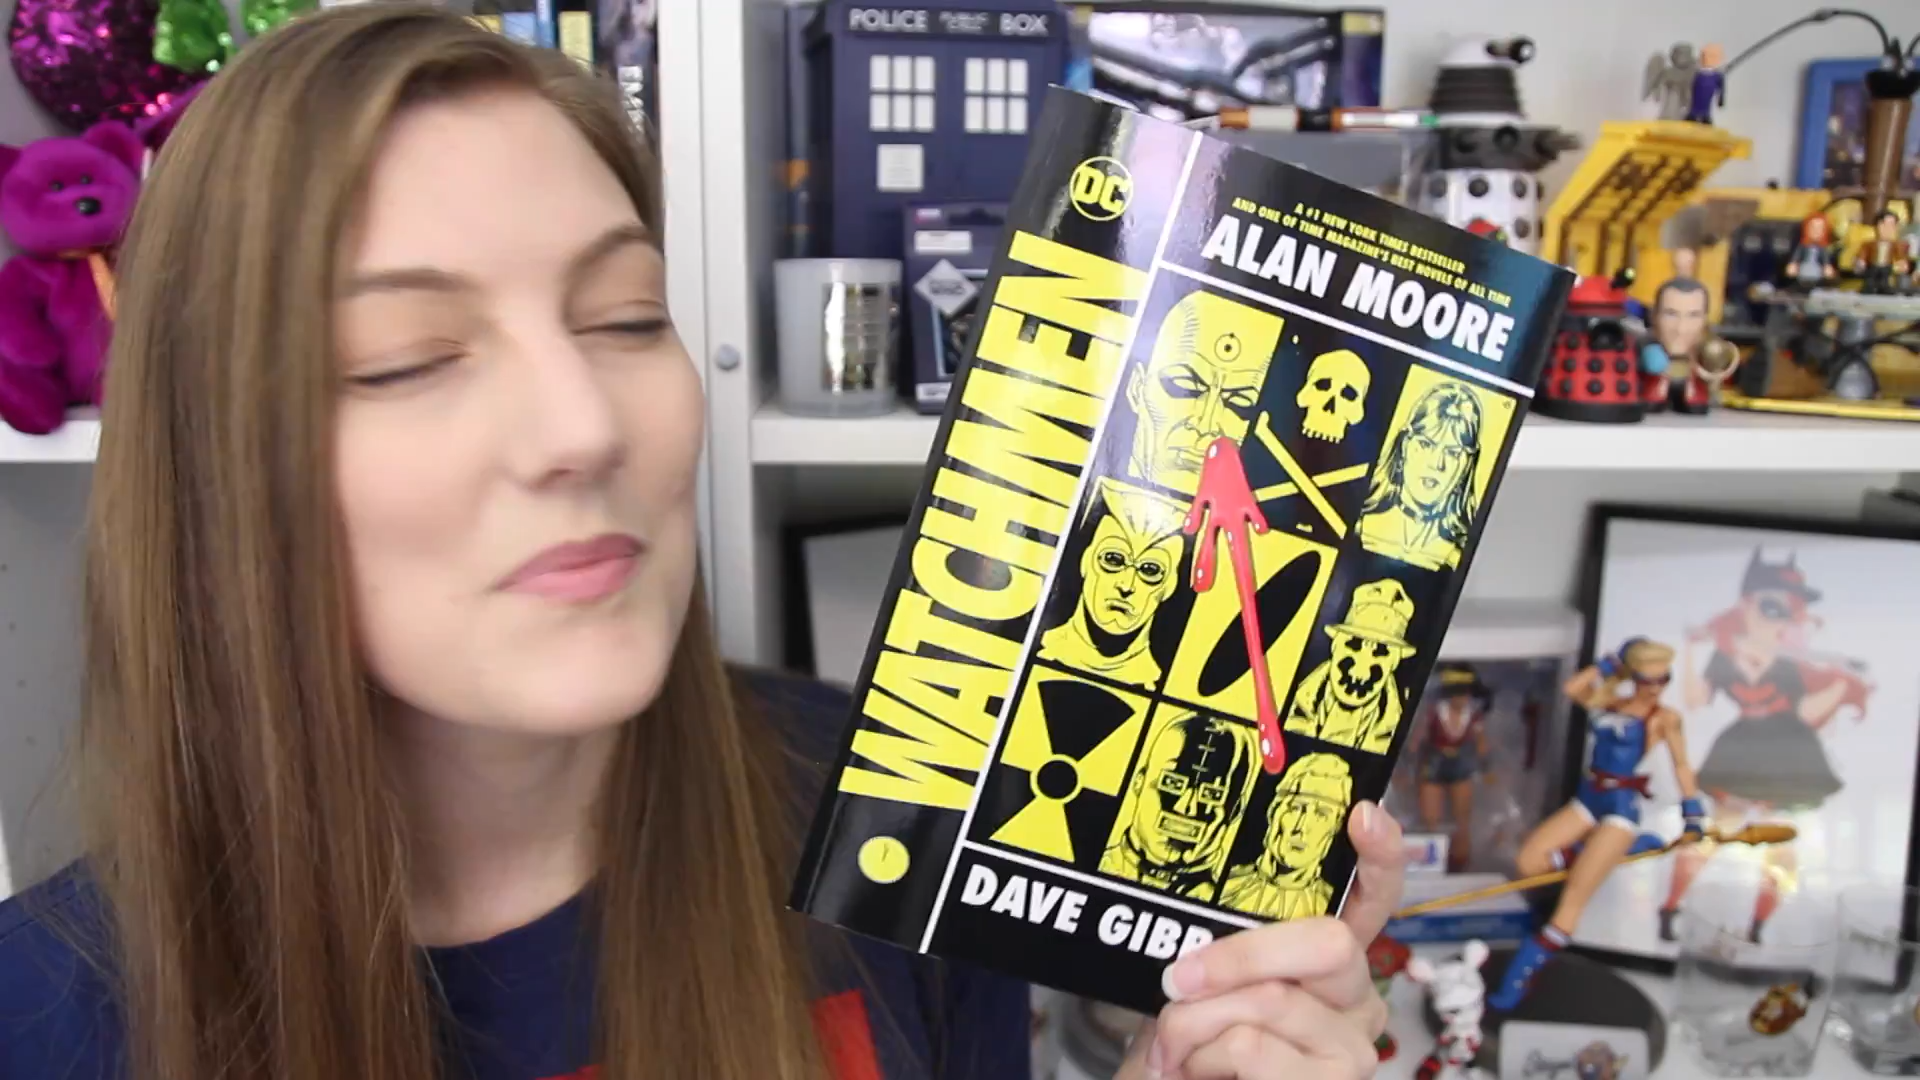 POLICE
BOX
DC
WATCHMEN
A #1 NEW YORK TIMES BESTSELLER
AND ONE OF TIME MAGAZINE'S BEST NOVELS OF ALL TIME
ALAN MOORE
DAVE GIBB